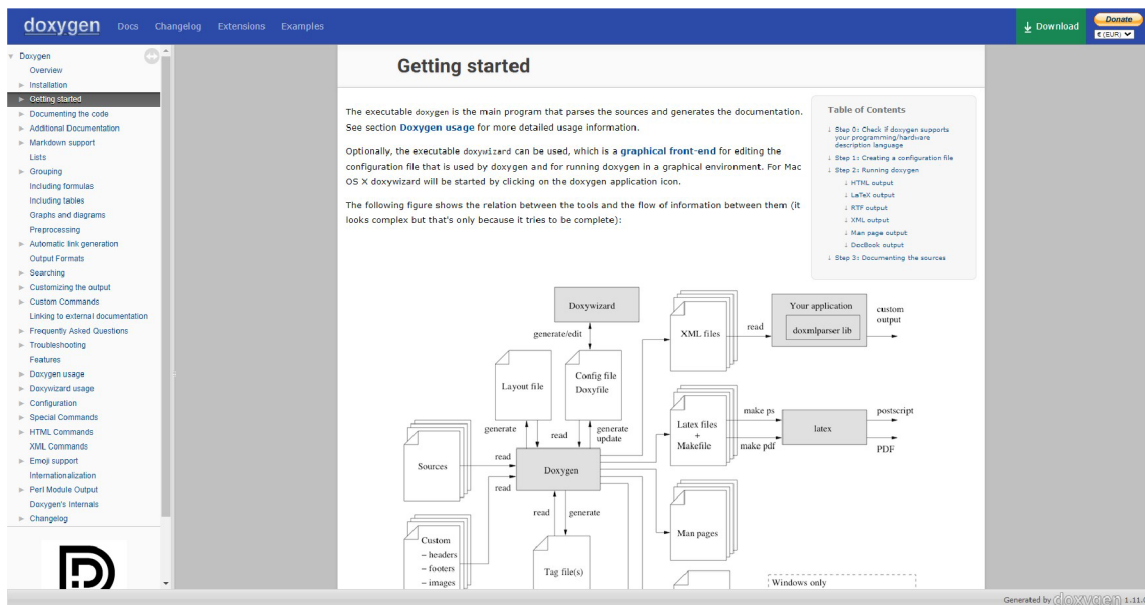 doxygen
Docs
Changelog
Extensions
Examples
Download
Donate
€ (EUR)
Doxygen
Overview
Installation
Getting started
Documenting the code
Additional Documentation
Markdown support
Lists
Grouping
Including formulas
Including tables
Graphs and diagrams
Preprocessing
Automatic link generation
Output Formats
Searching
Customizing the output
Custom Commands
Linking to external documentation
Frequently Asked Questions
Troubleshooting
Features
Doxygen usage
Doxywizard usage
Configuration
Special Commands
HTML Commands
XML Commands
Emoji support
Internationalization
Perl Module Output
Doxygen's Internals
Changelog
Getting started
The executable doxygen is the main program that parses the sources and generates the documentation.
See section Doxygen usage for more detailed usage information.
Optionally, the executable doxywizard can be used, which is a graphical front-end for editing the
configuration file that is used by doxygen and for running doxygen in a graphical environment. For Mac
OS X doxywizard will be started by clicking on the doxygen application icon.
The following figure shows the relation between the tools and the flow of information between them (it
looks complex but that's only because it tries to be complete):
Table of Contents
↓ Step 0: Check if doxygen supports
your programming/hardware
description language
↓ Step 1: Creating a configuration file
↓ Step 2: Running doxygen
↓ HTML output
↓ LaTeX output
↓ RTF output
↓ XML output
↓ Man page output
↓ DocBook output
↓ Step 3: Documenting the sources
Doxywizard
generate/edit
Layout file
Config file
Doxyfile
generate
read
generate
update
Sources
read
read
Doxygen
read
generate
Custom
– headers
– footers
– images
Tag file(s)
XML files
read
Your application
doxmlparser lib
custom
output
Latex files
+
Makefile
make ps
make pdf
latex
postscript
PDF
Man pages
Windows only
Generated by doxygen 1.11.